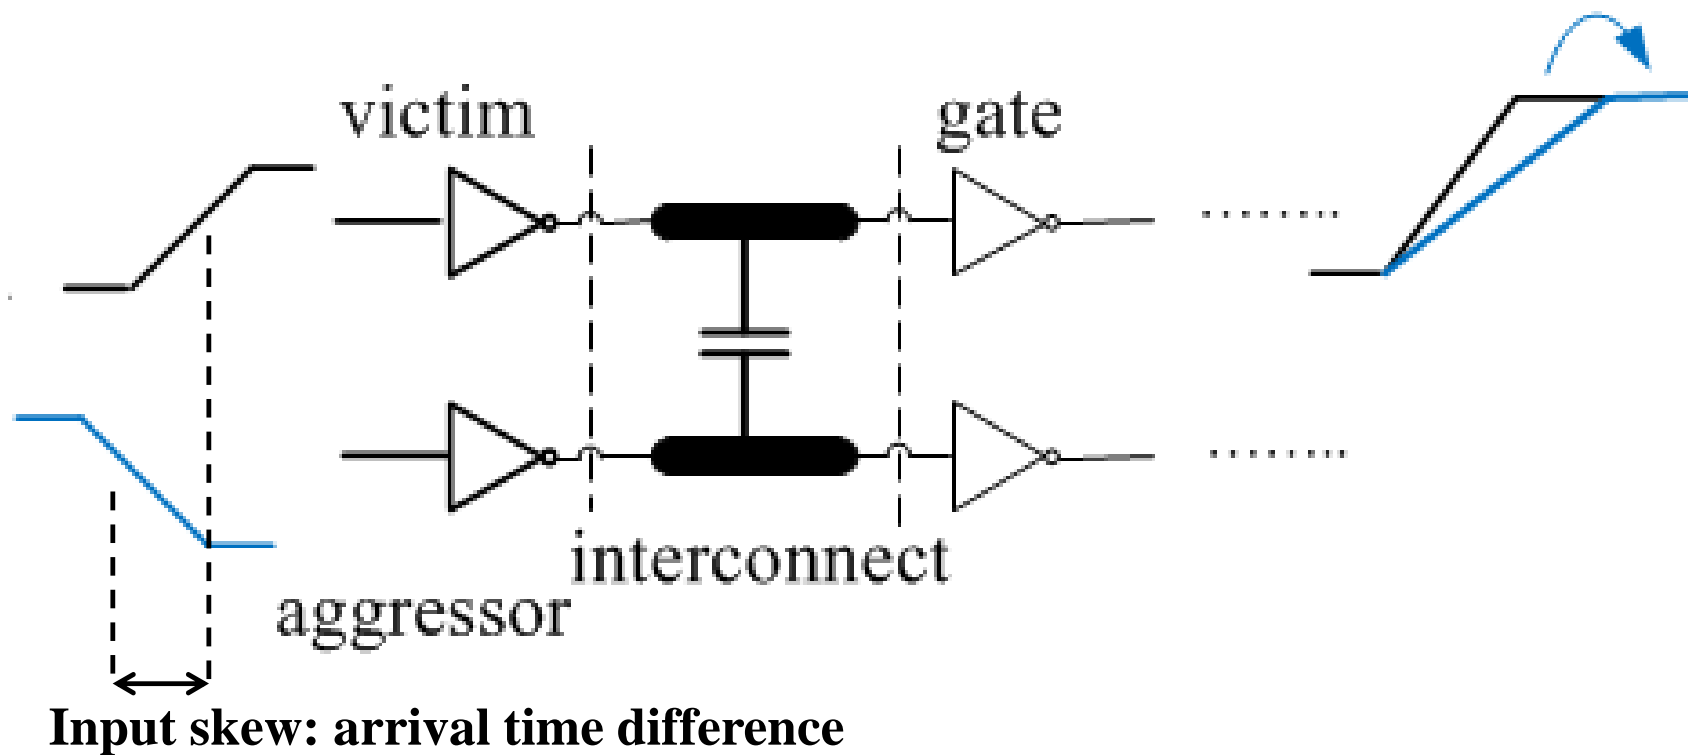 victim
gate
interconnect
aggressor
Input skew: arrival time difference